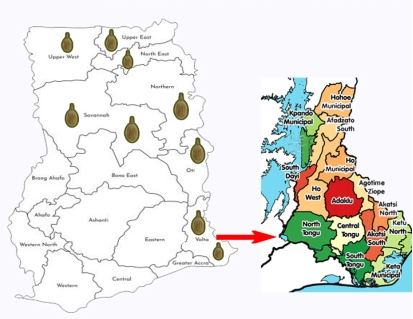 Upper East
Upper West
North East
Northern
Savannah
Oti
Brong Ahafo
Bono East
Ahafo
Ashanti
Eastern
Volta
Western North
Greater Accra
Central
Western
Hohoe
Municipal
Kpando
Municipal
Afadzato
South
South
Dayi
Ho
Municipal
Ho
West
Agotime
Ziope
Adaklu
Akatsi
North
North
Tongu
Central
Tongu
Akatsi
South
Ketu
North
South
Tongu
Keta
Municipal